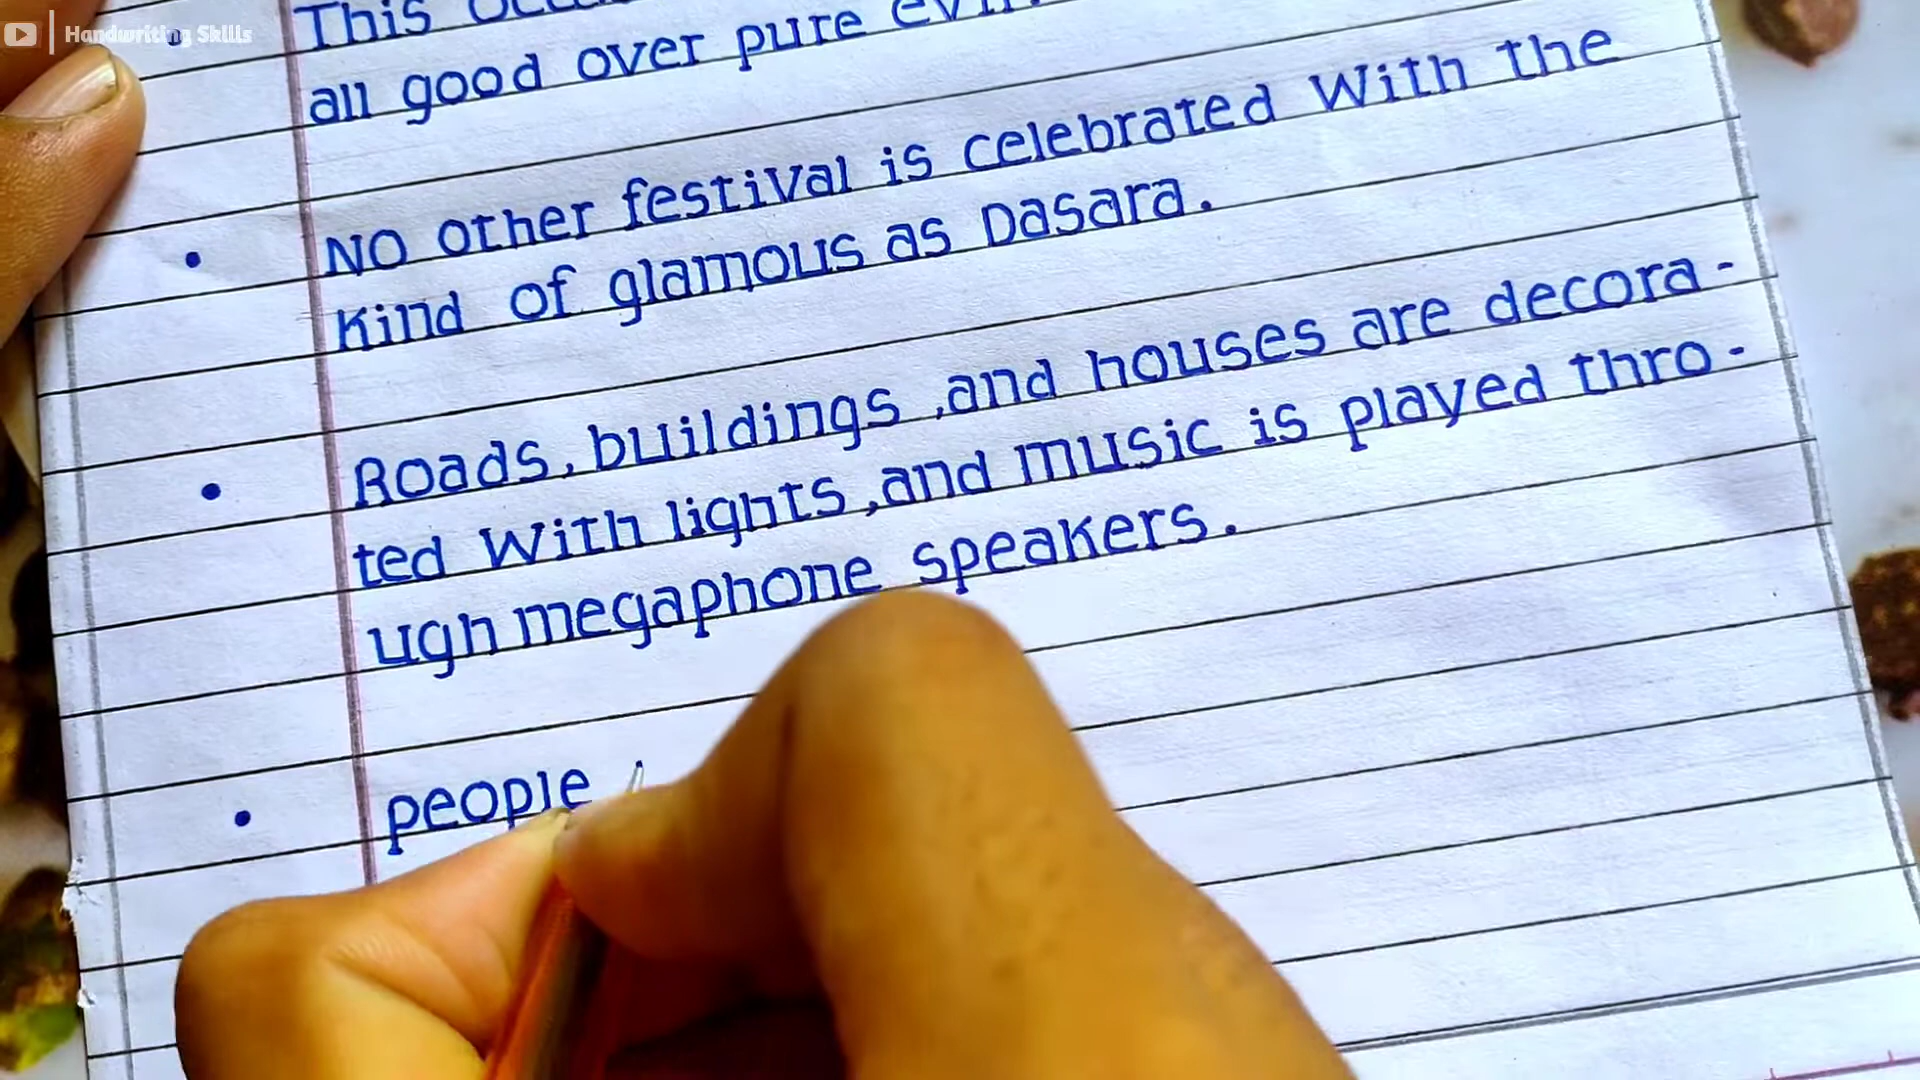 Handwriting Skills
This
all good over pure evil.
NO other festival is celebrated With the
Kind of glamous as Dasara.
Roads, buildings ,and houses are decora-
ted With lights ,and music is played thro-
ugh megaphone speakers.
people